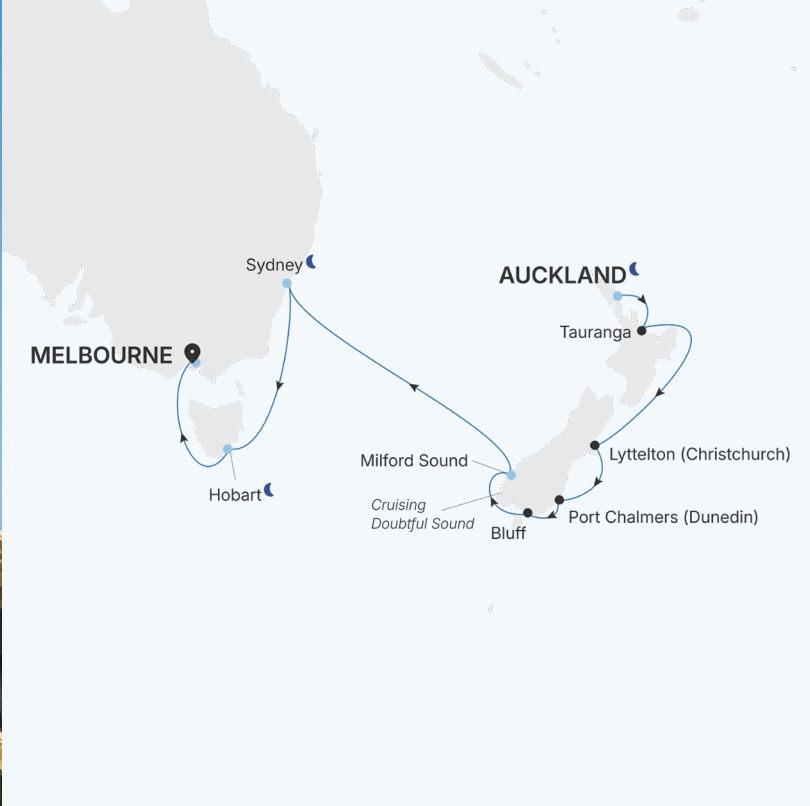 Sydney
AUCKLAND
Tauranga
MELBOURNE
Lyttelton (Christchurch)
Milford Sound
Hobart
Cruising
Doubtful Sound
Port Chalmers (Dunedin)
Bluff